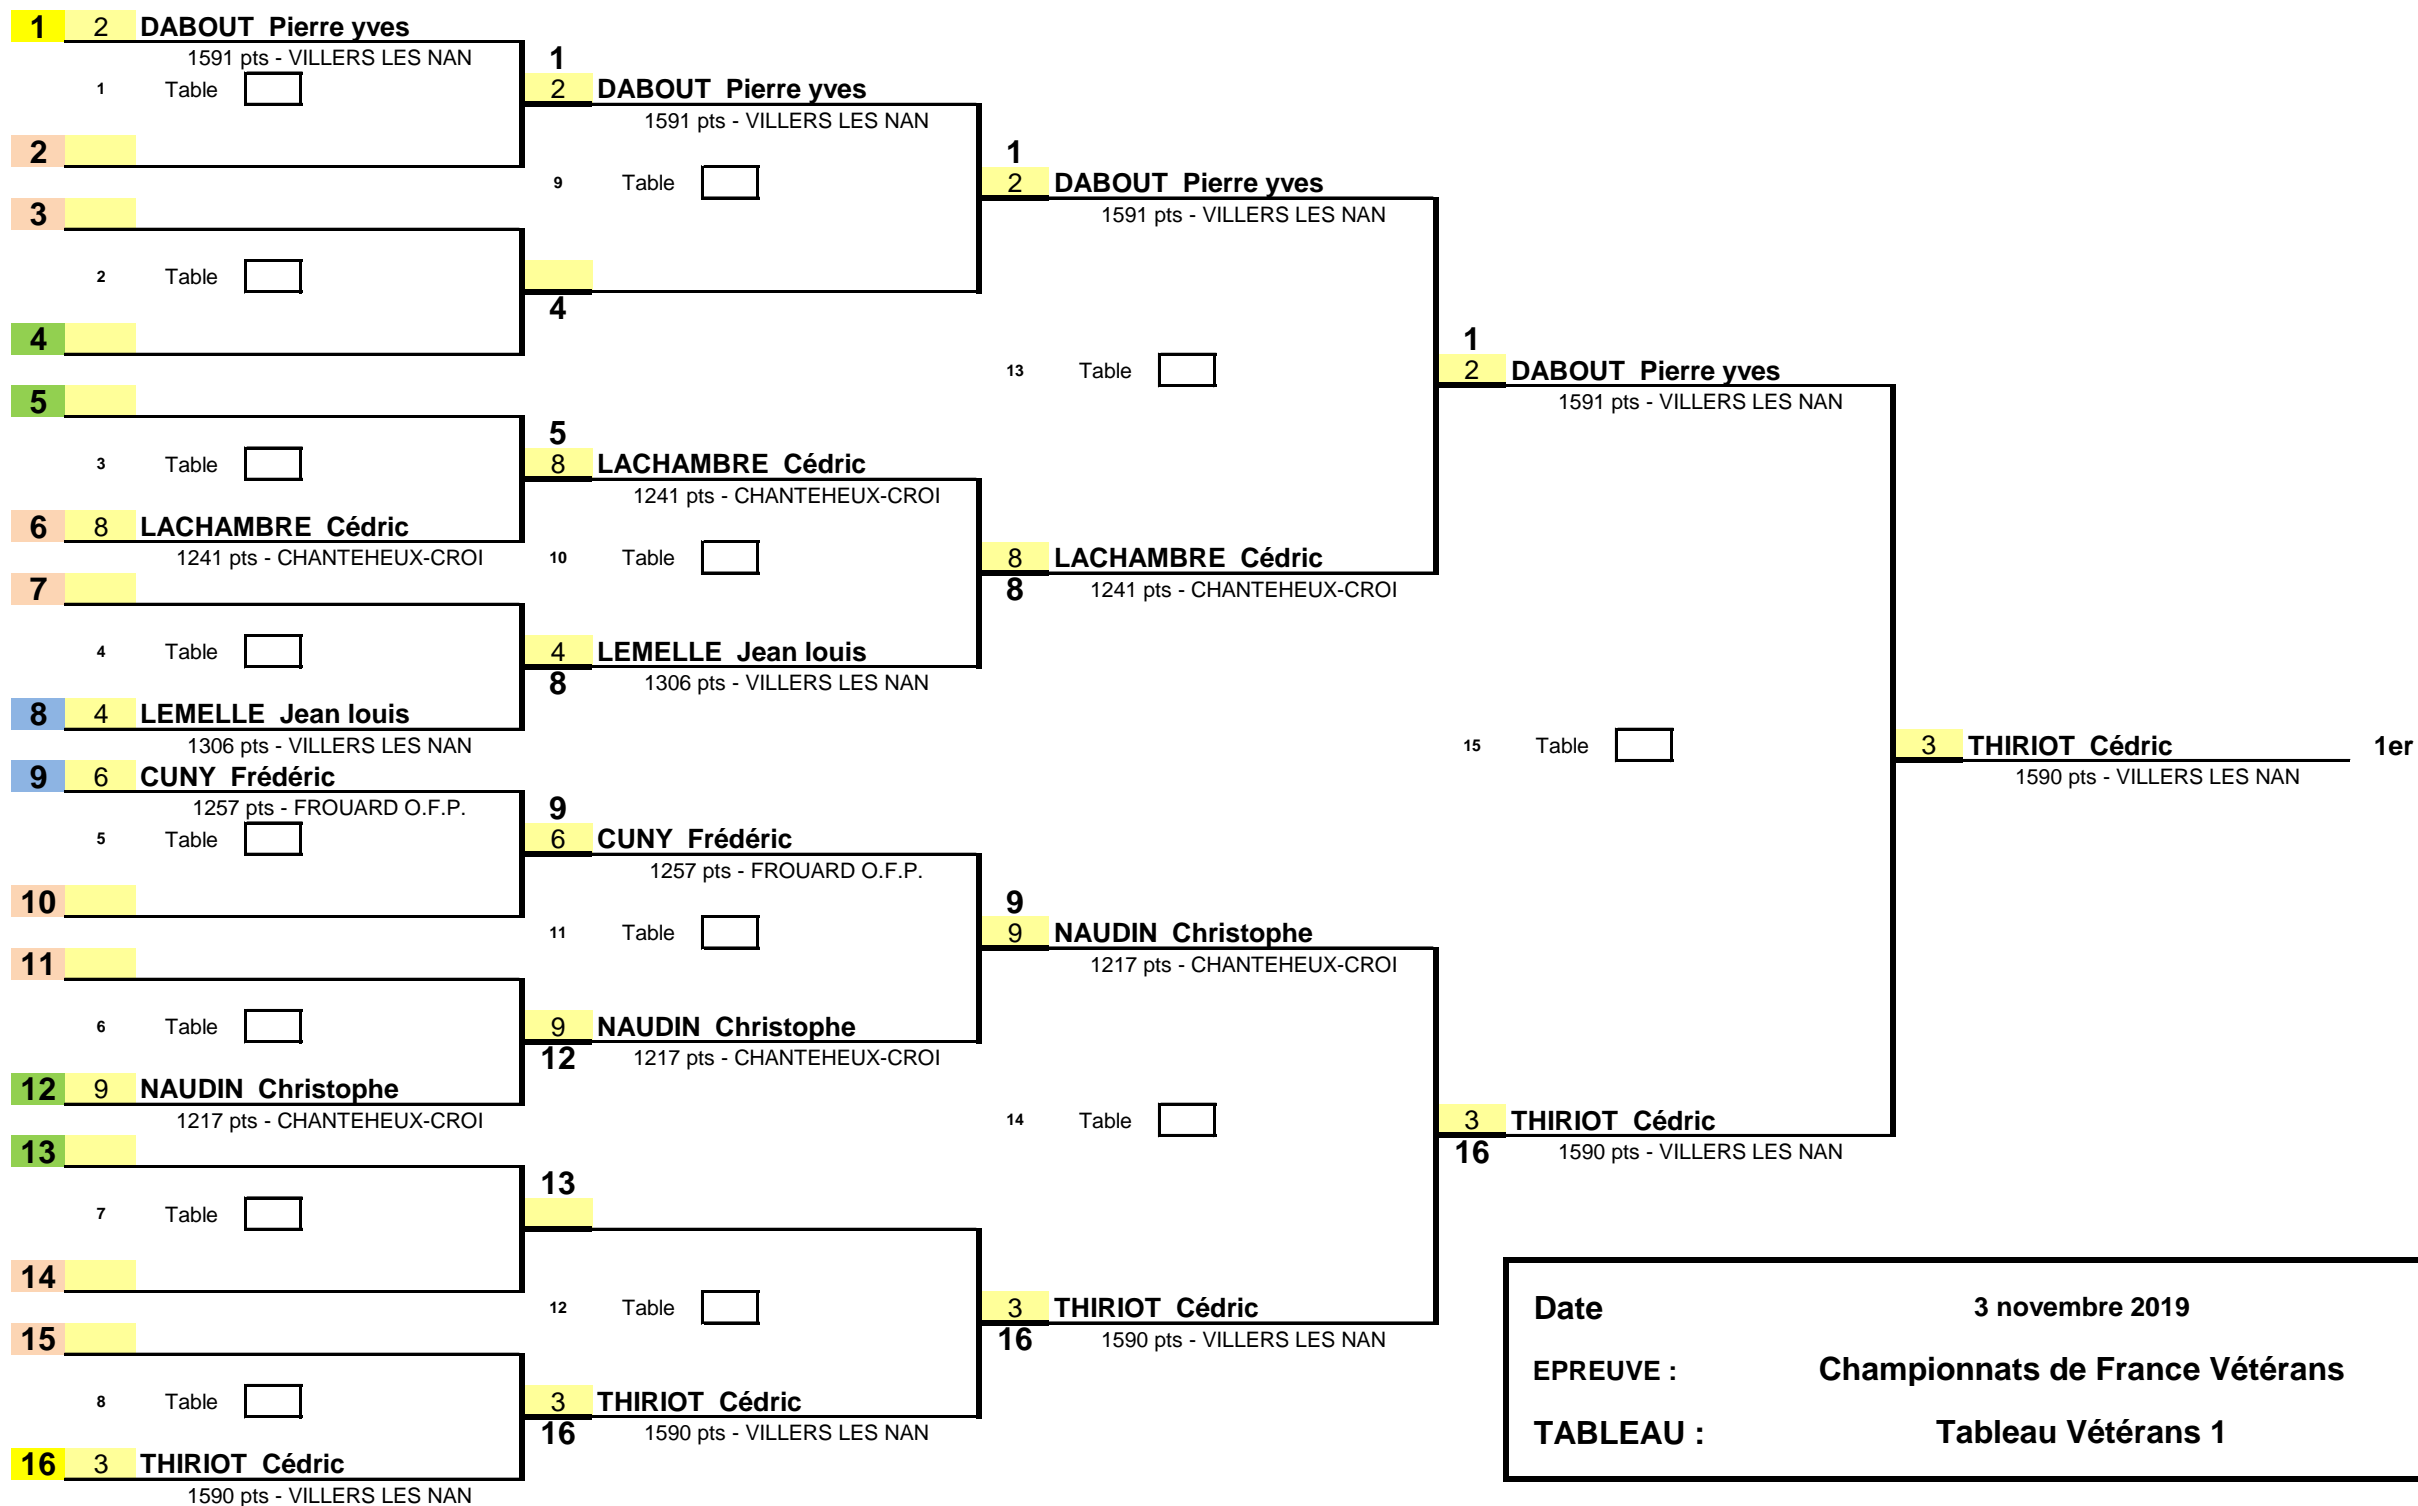 1 2 DABOUT Pierre yves
1591 pts - VILLERS LES NAN
1
1 Table
2 DABOUT Pierre yves
1591 pts - VILLERS LES NAN
2
1
9 Table
2 DABOUT Pierre yves
3
1591 pts - VILLERS LES NAN
2 Table
4
4
1
13 Table
2 DABOUT Pierre yves
5
1591 pts - VILLERS LES NAN
5
3 Table
8 LACHAMBRE Cédric
1241 pts - CHANTEHEUX-CROI
6 8 LACHAMBRE Cédric
1241 pts - CHANTEHEUX-CROI
10 Table
8 LACHAMBRE Cédric
7
8
1241 pts - CHANTEHEUX-CROI
4 Table
4 LEMELLE Jean louis
8
1306 pts - VILLERS LES NAN
8 4 LEMELLE Jean louis
1306 pts - VILLERS LES NAN
15 Table
3 THIRIOT Cédric 1er
1590 pts - VILLERS LES NAN
9 6 CUNY Frédéric
1257 pts - FROUARD O.F.P.
9
5 Table
6 CUNY Frédéric
1257 pts - FROUARD O.F.P.
10
9
11 Table
9 NAUDIN Christophe
11
1217 pts - CHANTEHEUX-CROI
6 Table
9 NAUDIN Christophe
12
1217 pts - CHANTEHEUX-CROI
12 9 NAUDIN Christophe
1217 pts - CHANTEHEUX-CROI
14 Table
3 THIRIOT Cédric
13
16
1590 pts - VILLERS LES NAN
13
7 Table
14
12 Table
3 THIRIOT Cédric
15
16
1590 pts - VILLERS LES NAN
8 Table
3 THIRIOT Cédric
16
1590 pts - VILLERS LES NAN
16 3 THIRIOT Cédric
1590 pts - VILLERS LES NAN
Date 3 novembre 2019
EPREUVE : Championnats de France Vétérans
TABLEAU : Tableau Vétérans 1